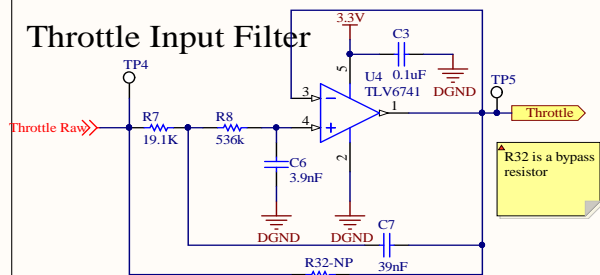 Throttle Input Filter
3.3V
C3
0.1uF
DGND
TP4
5
U4
TLV6741
TP5
3
1
Throttle
Throttle Raw
R7
R8
4
19.1K
536k
2
R32 is a bypass
resistor
C6
3.9nF
C7
DGND
DGND
39nF
R32-NP